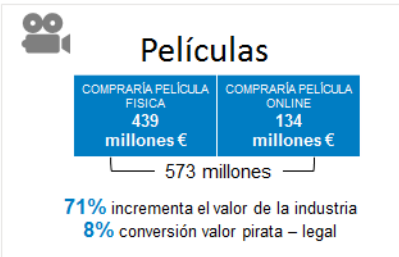 Películas
COMPRARÍA PELÍCULA
FISICA
439
millones €
COMPRARÍA PELÍCULA
ONLINE
134
millones €
573 millones
71% incrementa el valor de la industria
8% conversión valor pirata – legal